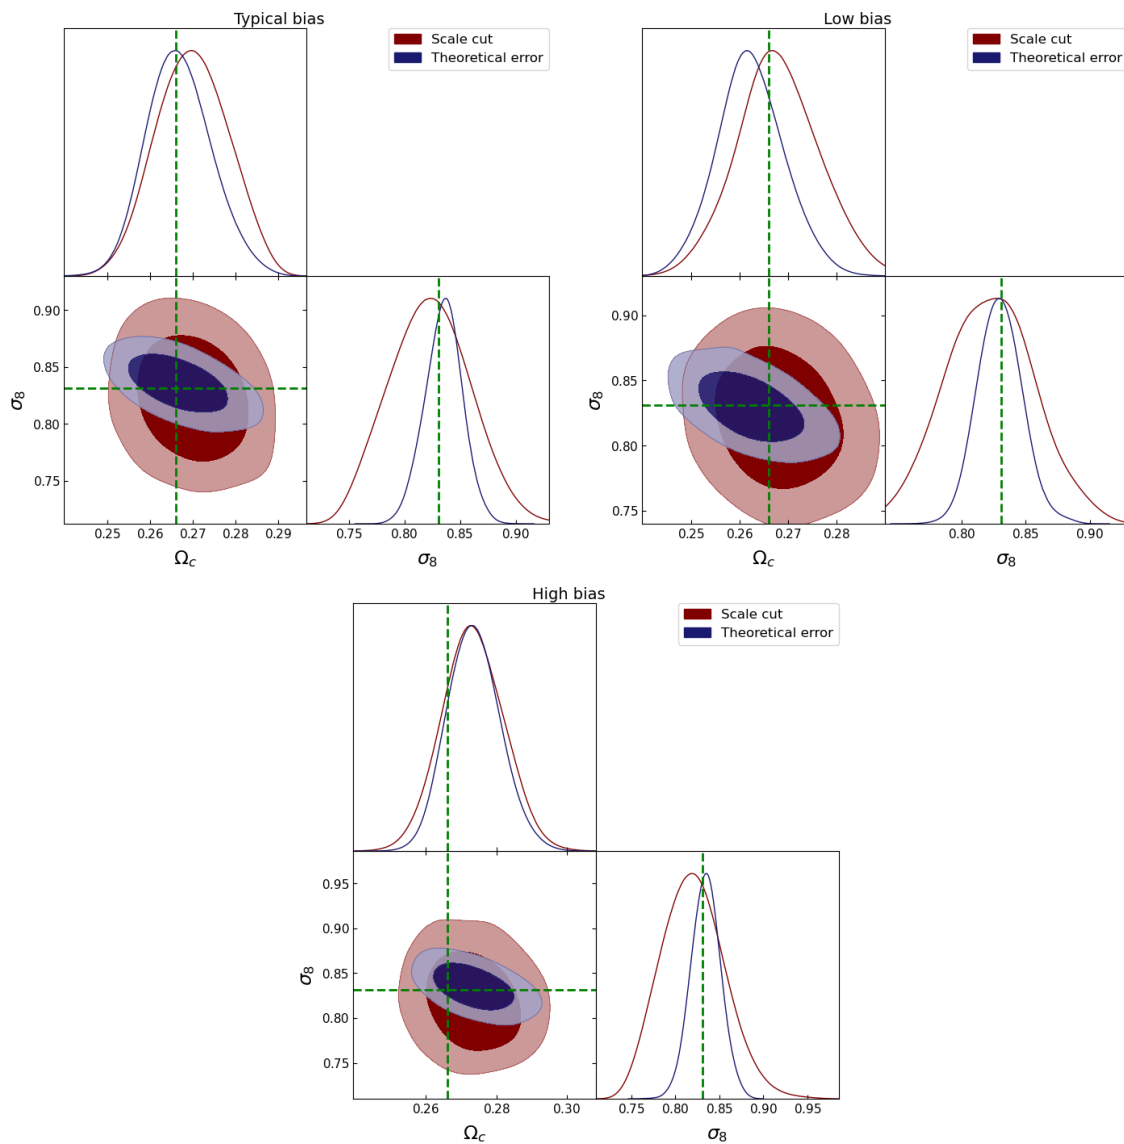 Typical bias
Scale cut
Theoretical error
0.90
0.85
0.80
0.75
σ8
0.25 0.26 0.27 0.28 0.29
Ωc
0.75 0.80 0.85 0.90
σ8
Low bias
Scale cut
Theoretical error
0.90
0.85
0.80
0.75
σ8
0.25 0.26 0.27 0.28
Ωc
0.80 0.85 0.90
σ8
High bias
Scale cut
Theoretical error
0.95
0.90
0.85
0.80
0.75
σ8
0.26 0.28 0.30
Ωc
0.75 0.80 0.85 0.90 0.95
σ8